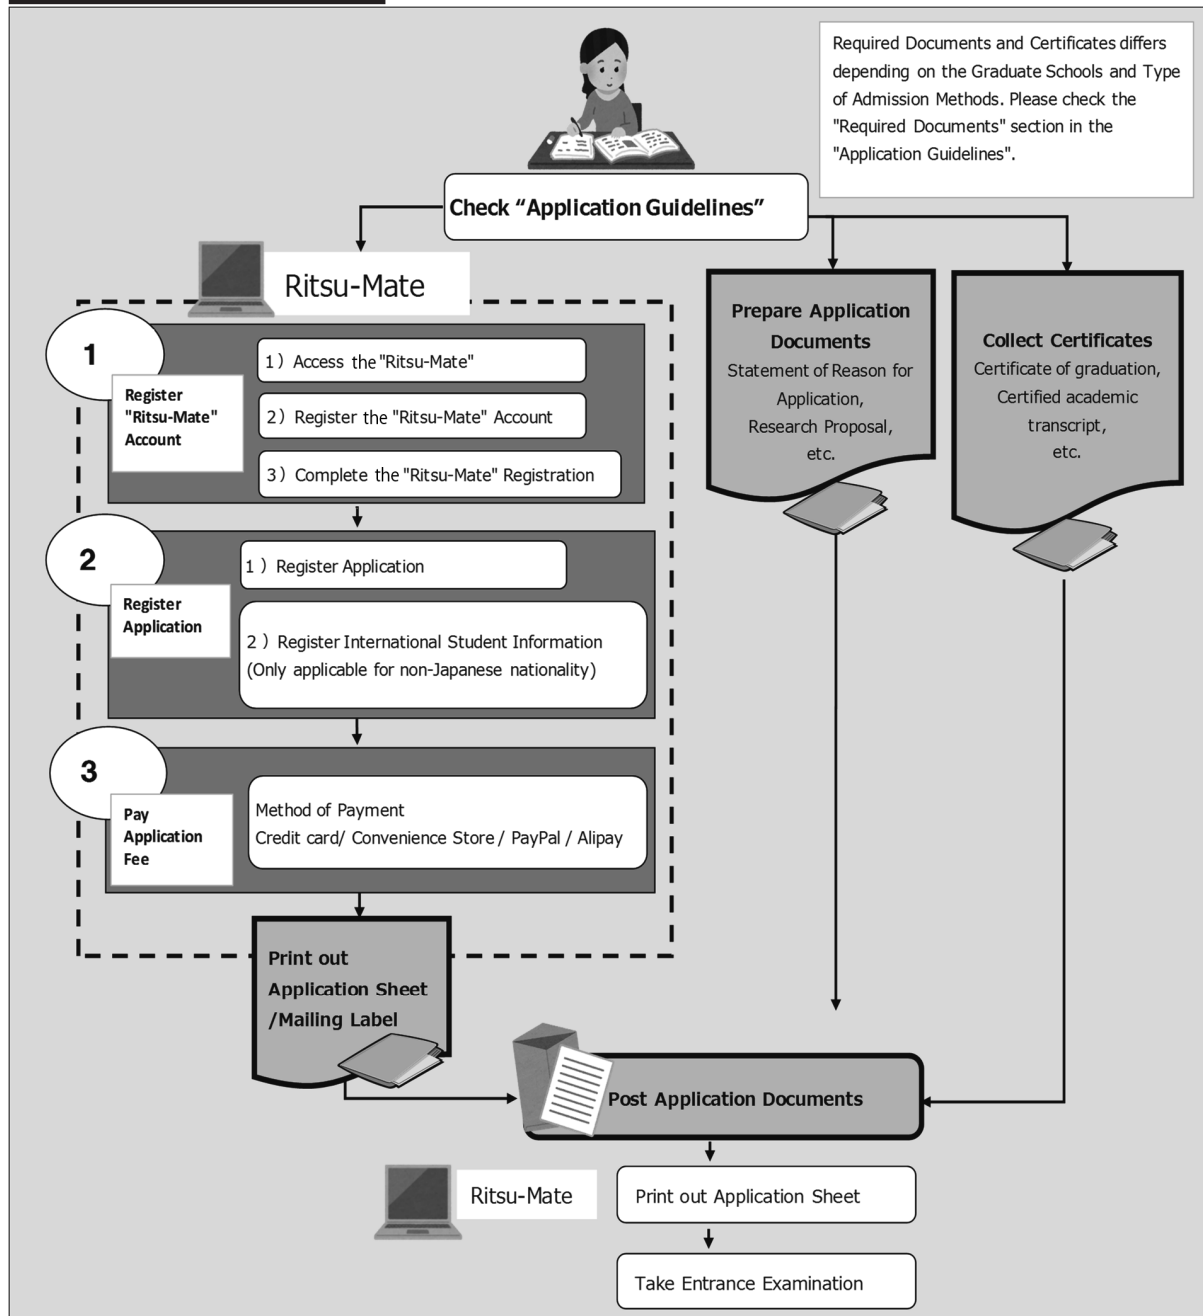 Required Documents and Certificates differs
depending on the Graduate Schools and Type
of Admission Methods. Please check the
"Required Documents" section in the
"Application Guidelines".
Check “Application Guidelines”
Ritsu-Mate
1
Register
"Ritsu-Mate"
Account
1）Access the "Ritsu-Mate"
2）Register the "Ritsu-Mate" Account
3）Complete the "Ritsu-Mate" Registration
2
Register
Application
1 ）Register Application
2 ）Register International Student Information
(Only applicable for non-Japanese nationality)
3
Pay
Application
Fee
Method of Payment
Credit card/ Convenience Store / PayPal / Alipay
Print out
Application Sheet
/Mailing Label
Prepare Application
Documents
Statement of Reason for
Application,
Research Proposal,
etc.
Collect Certificates
Certificate of graduation,
Certified academic
transcript,
etc.
Post Application Documents
Ritsu-Mate
Print out Application Sheet
Take Entrance Examination